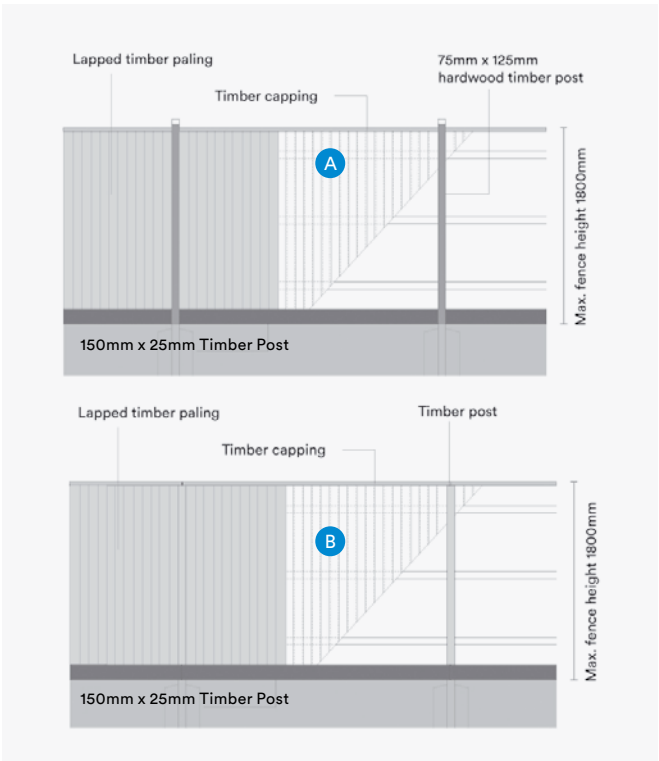 Lapped timber paling
75mm x 125mm
hardwood timber post
Timber capping
A
Max. fence height 1800mm
150mm x 25mm Timber Post
Lapped timber paling
Timber post
Timber capping
B
Max. fence height 1800mm
150mm x 25mm Timber Post